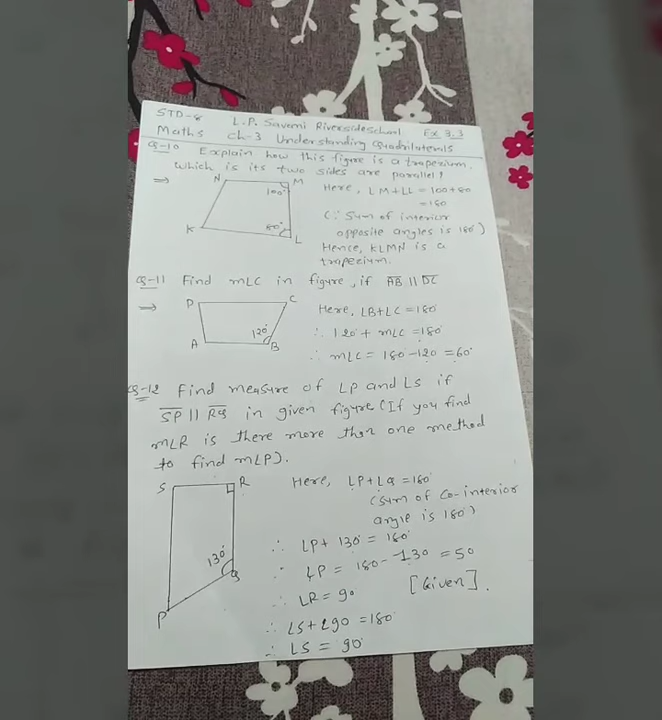 STD-8 L.P. Savani Riverside School Ex 3.3
Maths Ch-3 Understanding Quadrilaterals
Q-10 Explain how this figure is a trapezium.
Which is its two sides are parallel?
⇒ N M Here, ∠M+∠L = 100+80
100° =180
(∵ Sum of interior
K 80° L opposite angles is 180°)
Hence, KLMN is a
trapezium.
Q-11 Find m∠C in figure, if AB || DC
⇒ D C Here, ∠B+∠C = 180°
A 120° B ∴ 120° + m∠C = 180°
∴ m∠C = 180°-120 = 60°
Q-12 Find measure of ∠P and ∠S if
SP || RQ in given figure (If you find
m∠R is there more than one method
to find m∠P).
S R Here, ∠P+∠Q = 180°
(Sum of Co-interior
angle is 180°)
130° Q ∴ ∠P+ 130° = 180°
P ∴ ∠P = 180-130 = 50
∴ ∠R = 90 [Given].
∴ ∠S+∠90 = 180°
∴ ∠S = 90°